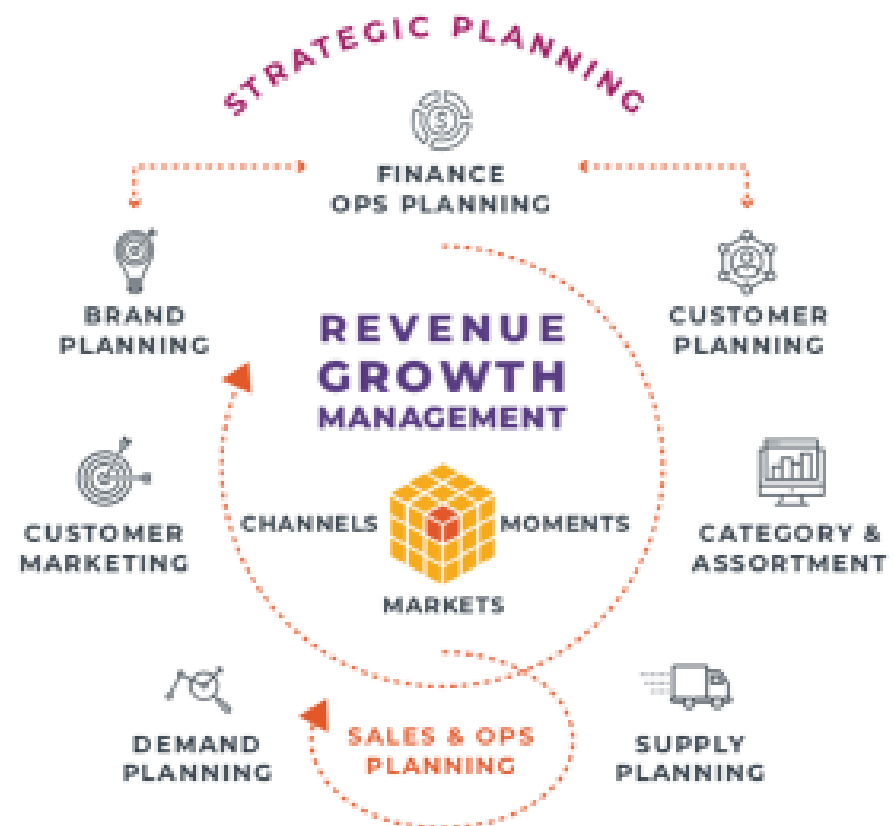 STRATEGIC PLANNING
$
FINANCE
OPS PLANNING
BRAND
PLANNING
CUSTOMER
PLANNING
REVENUE
GROWTH
MANAGEMENT
CUSTOMER
MARKETING
CHANNELS
MOMENTS
CATEGORY &
ASSORTMENT
MARKETS
DEMAND
PLANNING
SALES & OPS
PLANNING
SUPPLY
PLANNING